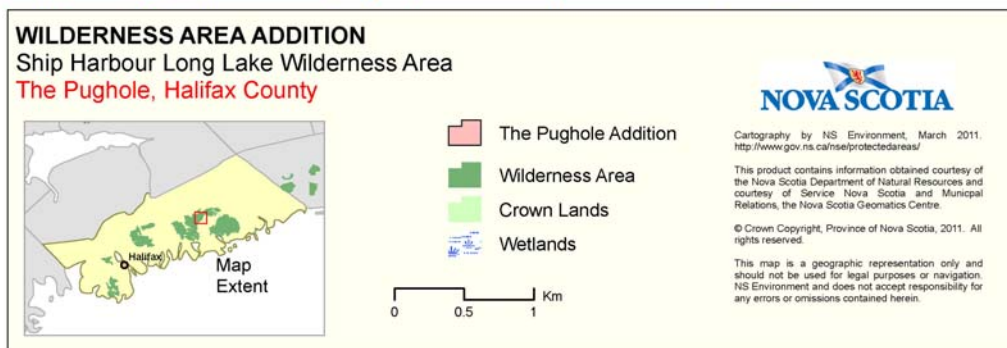 WILDERNESS AREA ADDITION
Ship Harbour Long Lake Wilderness Area
The Pughole, Halifax County
Halifax
Map
Extent
The Pughole Addition
Wilderness Area
Crown Lands
Wetlands
Km
0 0.5 1
NOVA SCOTIA
Cartography by NS Environment, March 2011.
http://www.gov.ns.ca/nse/protectedareas/
This product contains information obtained courtesy of
the Nova Scotia Department of Natural Resources and
courtesy of Service Nova Scotia and Municpal
Relations, the Nova Scotia Geomatics Centre.
© Crown Copyright, Province of Nova Scotia, 2011. All
rights reserved.
This map is a geographic representation only and
should not be used for legal purposes or navigation.
NS Environment and does not accept responsibility for
any errors or omissions contained herein.